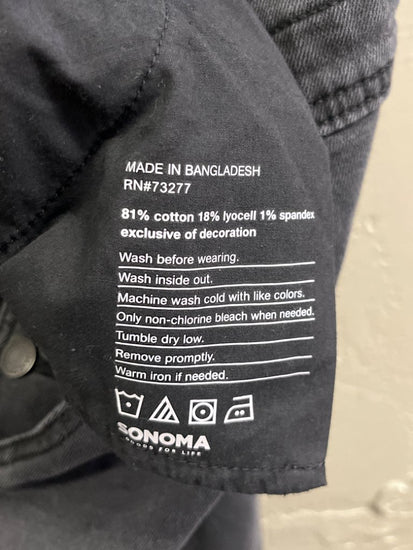 MADE IN BANGLADESH
RN#73277
81% cotton 18% lyocell 1% spandex
exclusive of decoration
Wash before wearing.
Wash inside out.
Machine wash cold with like colors.
Only non-chlorine bleach when needed.
Tumble dry low.
Remove promptly.
Warm iron if needed.
SONOMA
GOODS FOR LIFE